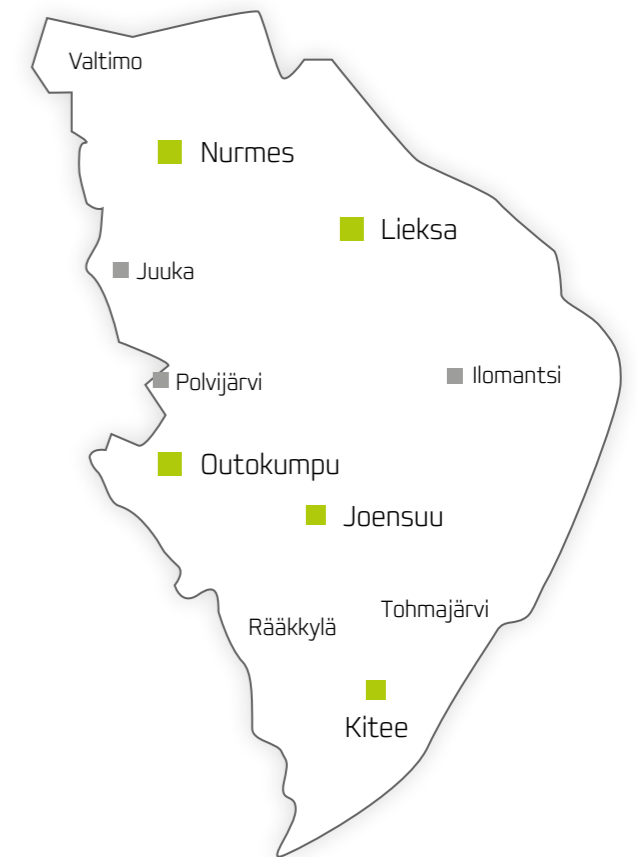 Valtimo
Nurmes
Lieksa
Juuka
Polvijärvi
Ilomantsi
Outokumpu
Joensuu
Tohmajärvi
Rääkkylä
Kitee